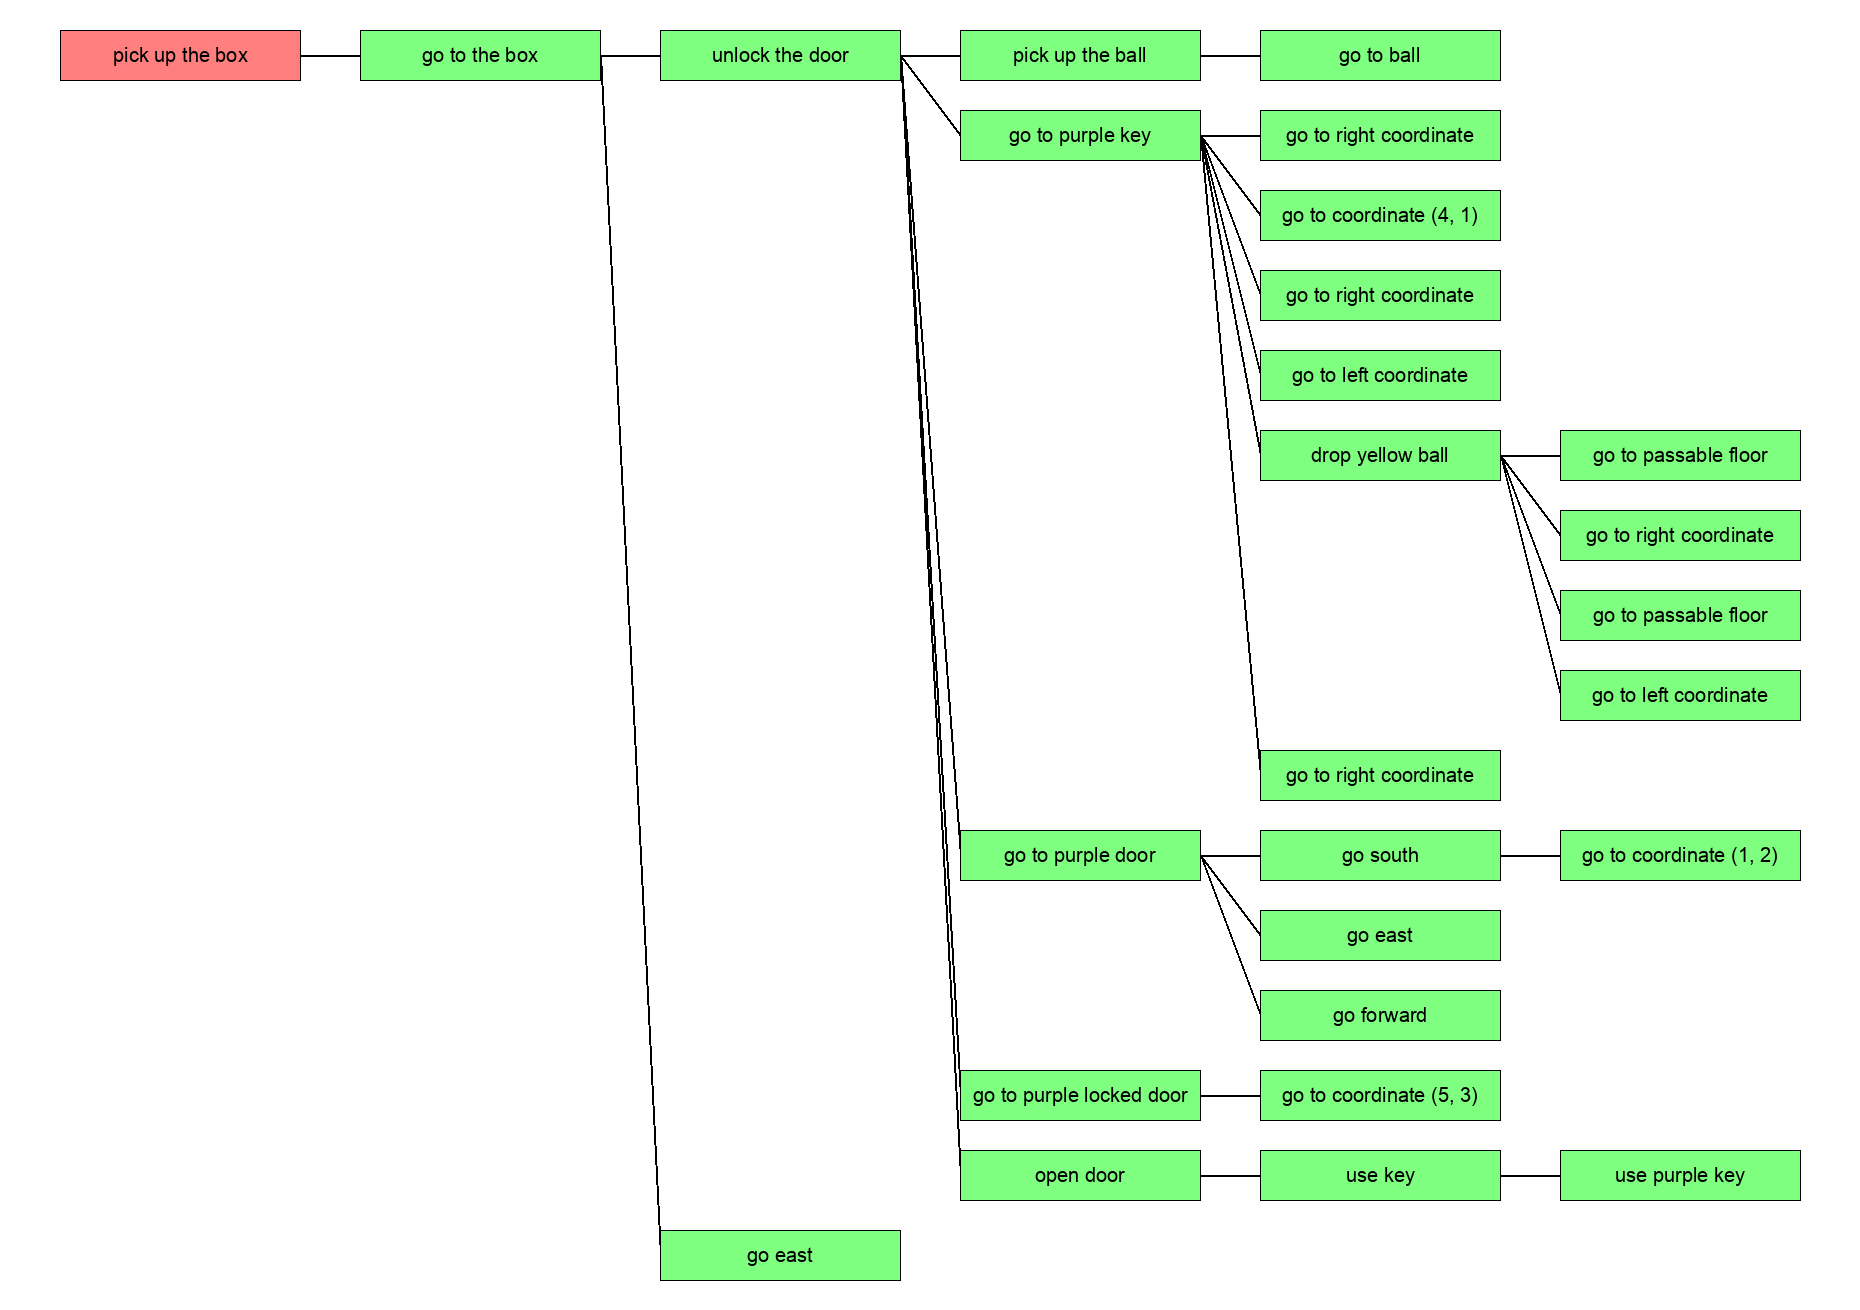 pick up the box
go to the box
unlock the door
pick up the ball
go to ball
go to purple key
go to right coordinate
go to coordinate (4, 1)
go to right coordinate
go to left coordinate
drop yellow ball
go to passable floor
go to right coordinate
go to passable floor
go to left coordinate
go to right coordinate
go to purple door
go south
go to coordinate (1, 2)
go east
go forward
go to purple locked door
go to coordinate (5, 3)
open door
use key
use purple key
go east